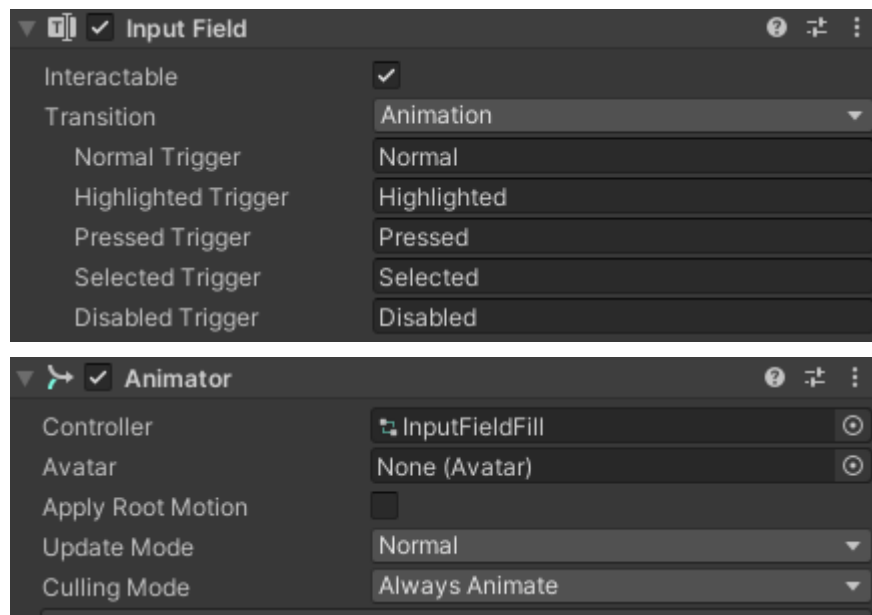 Input Field
Interactable
Transition Animation
Normal Trigger Normal
Highlighted Trigger Highlighted
Pressed Trigger Pressed
Selected Trigger Selected
Disabled Trigger Disabled
Animator
Controller InputFieldFill
Avatar None (Avatar)
Apply Root Motion
Update Mode Normal
Culling Mode Always Animate